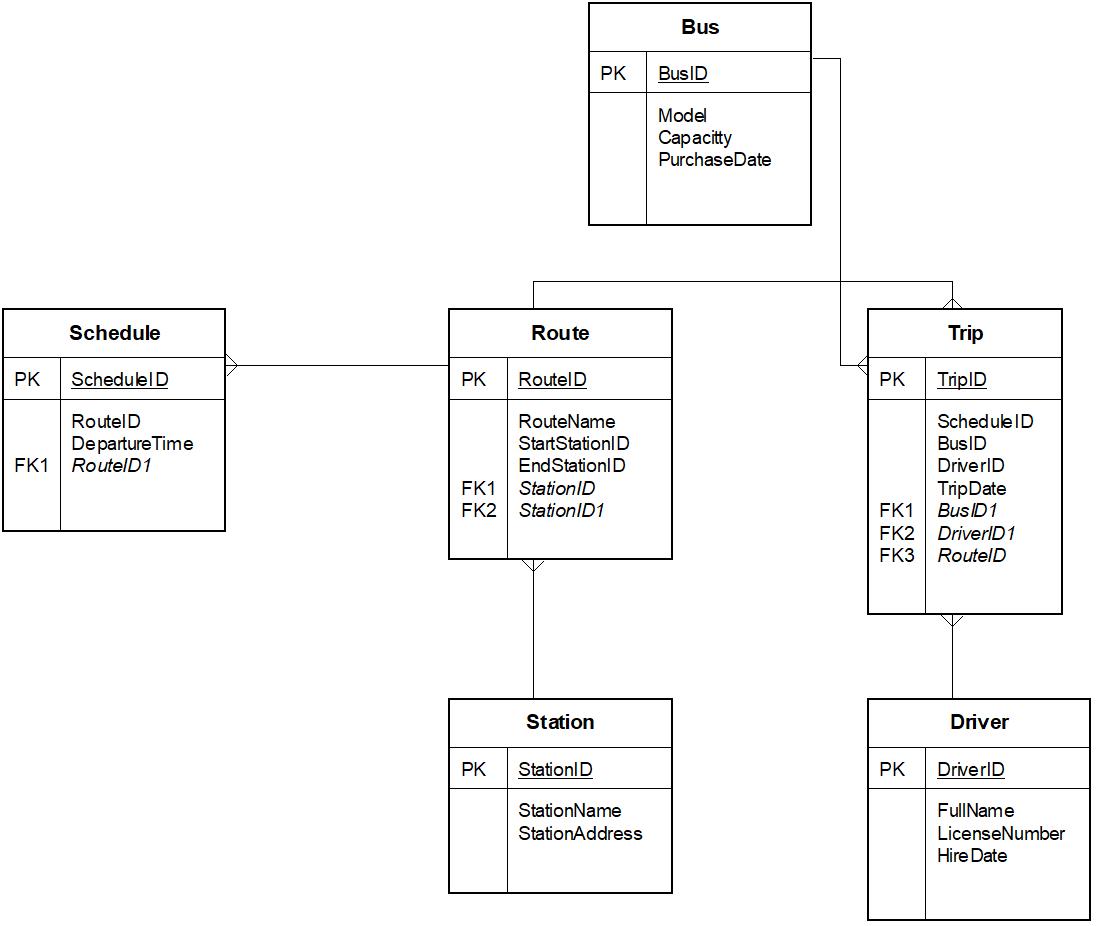 Bus
PK BusID
Model
Capacitty
PurchaseDate
Schedule
PK ScheduleID
RouteID
DepartureTime
FK1 RouteID1
Route
PK RouteID
RouteName
StartStationID
EndStationID
FK1 StationID
FK2 StationID1
Trip
PK TripID
ScheduleID
BusID
DriverID
TripDate
FK1 BusID1
FK2 DriverID1
FK3 RouteID
Station
PK StationID
StationName
StationAddress
Driver
PK DriverID
FullName
LicenseNumber
HireDate